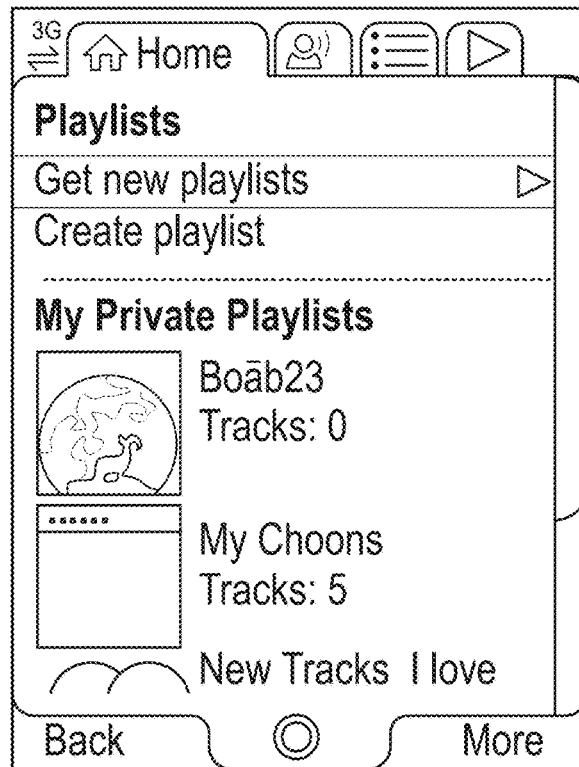 3G
Home
Playlists
Get new playlists
Create playlist
My Private Playlists
Boāb23
Tracks: 0
My Choons
Tracks: 5
New Tracks I love
Back More